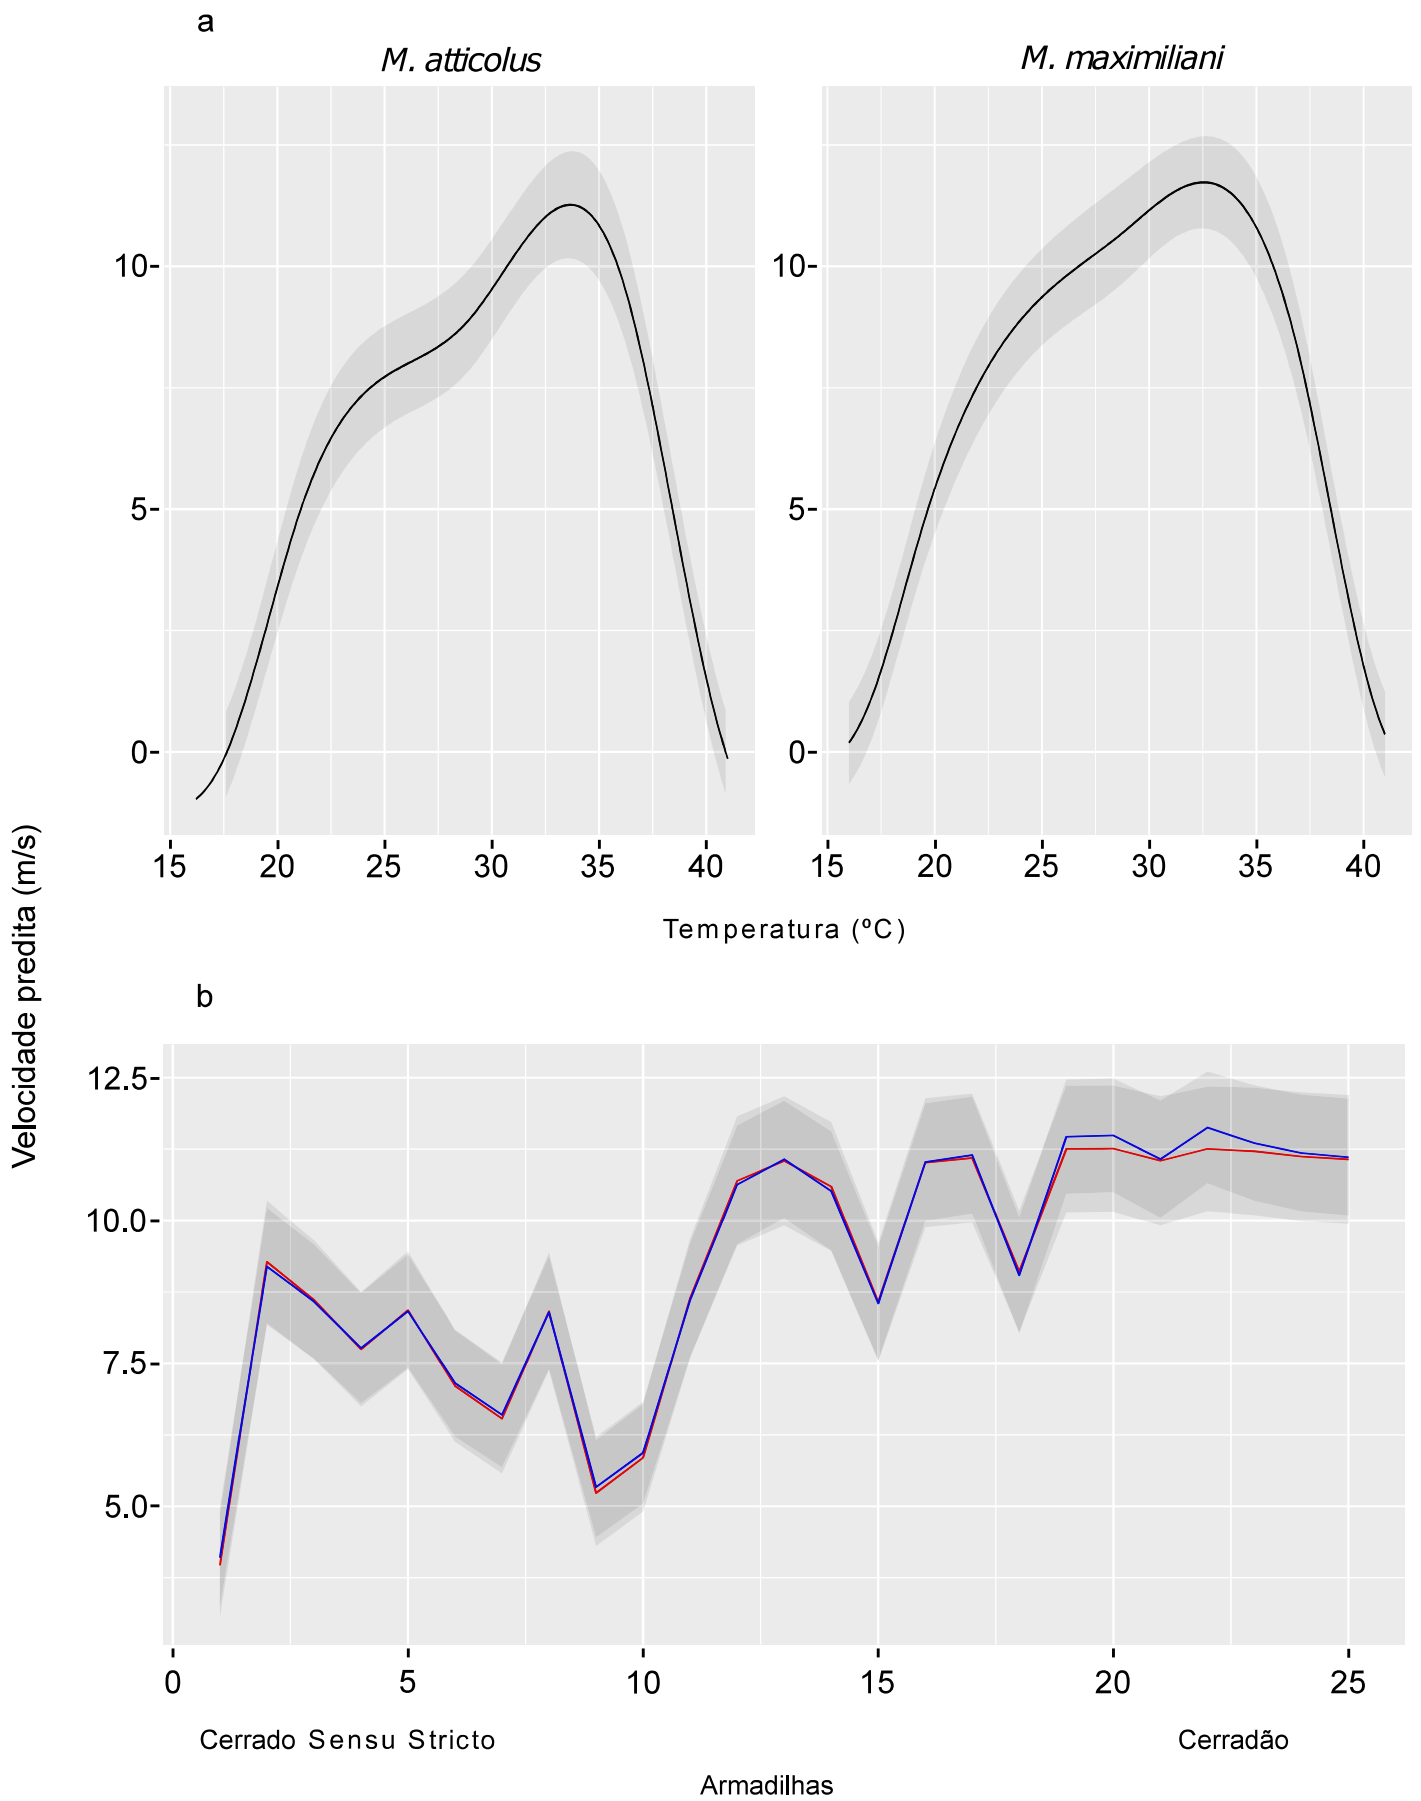 a
M. atticolus
M. maximiliani
10
5
0
15 20 25 30 35 40
10
5
0
15 20 25 30 35 40
Temperatura (ºC)
Velocidade predita (m/s)
b
12.5
10.0
7.5
5.0
0 5 10 15 20 25
Cerrado Sensu Stricto Cerradão
Armadilhas